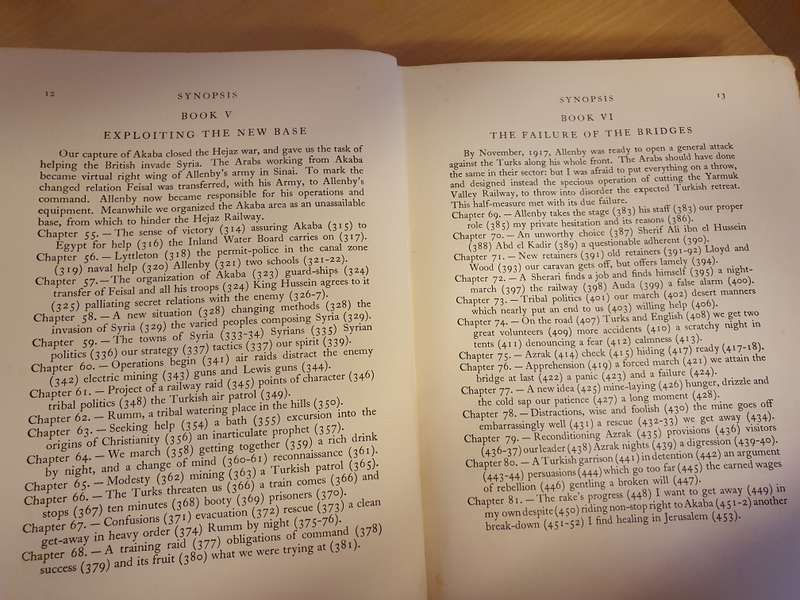 12
SYNOPSIS
BOOK V
EXPLOITING THE NEW BASE
Our capture of Akaba closed the Hejaz war, and gave us the task of
helping the British invade Syria. The Arabs working from Akaba
became virtual right wing of Allenby's army in Sinai. To mark the
changed relation Feisal was transferred, with his Army, to Allenby's
command. Allenby now became responsible for his operations and
equipment. Meanwhile we organized the Akaba area as an unassailable
base, from which to hinder the Hejaz Railway.
Chapter 55. — The sense of victory (314) assuring Akaba (315) to
Egypt for help (316) the Inland Water Board carries on (317).
Chapter 56. — Lyttleton (318) the permit-police in the canal zone
(319) naval help (320) Allenby (321) two schools (321-22).
Chapter 57.—The organization of Akaba (323) guard-ships (324)
transfer of Feisal and all his troops (324) King Hussein agrees to it
(325) palliating secret relations with the enemy (326-7).
Chapter 58. — A new situation (328) changing methods (328) the
invasion of Syria (329) the varied peoples composing Syria (329).
Chapter 59. — The towns of Syria (333-34) Syrians (335) Syrian
politics (336) our strategy (337) tactics (337) our spirit (339).
Chapter 60. — Operations begin (341) air raids distract the enemy
(342) electric mining (343) guns and Lewis guns (344).
Chapter 61. — Project of a railway raid (345) points of character (346)
tribal politics (348) the Turkish air patrol (349).
Chapter 62. — Rumm, a tribal watering place in the hills (350).
Chapter 63. — Seeking help (354) a bath (355) excursion into the
origins of Christianity (356) an inarticulate prophet (357).
Chapter 64. — We march (358) getting together (359) a rich drink
by night, and a change of mind (360-61) reconnaissance (361).
Chapter 65. — Modesty (362) mining (363) a Turkish patrol (365).
Chapter 66. — The Turks threaten us (366) a train comes (366) and
stops (367) ten minutes (368) booty (369) prisoners (370).
Chapter 67. — Confusions (371) evacuation (372) rescue (373) a clean
get-away in heavy order (374) Rumm by night (375-76).
Chapter 68. — A training raid (377) obligations of command (378)
success (379) and its fruit (380) what we were trying at (381).
SYNOPSIS
13
BOOK VI
THE FAILURE OF THE BRIDGES
By November, 1917, Allenby was ready to open a general attack
against the Turks along his whole front. The Arabs should have done
the same in their sector: but I was afraid to put everything on a throw,
and designed instead the specious operation of cutting the Yarmuk
Valley Railway, to throw into disorder the expected Turkish retreat.
This half-measure met with its due failure.
Chapter 69. — Allenby takes the stage (383) his staff (383) our proper
role (385) my private hesitation and its reasons (386).
Chapter 70. — An unworthy choice (387) Sherif Ali ibn el Hussein
(388) Abd el Kadir (389) a questionable adherent (390).
Chapter 71. — New retainers (391) old retainers (391-92) Lloyd and
Wood (393) our caravan gets off, but offers lamely (394).
Chapter 72. — A Sherari finds a job and finds himself (395) a night-
march (397) the railway (398) Auda (399) a false alarm (400).
Chapter 73. — Tribal politics (401) our march (402) desert manners
which nearly put an end to us (403) willing help (406).
Chapter 74. — On the road (407) Turks and English (408) we get two
great volunteers (409) more accidents (410) a scratchy night in
tents (411) denouncing a fear (412) calmness (413).
Chapter 75. — Azrak (414) check (415) hiding (417) ready (417-18).
Chapter 76. — Apprehension (419) a forced march (421) we attain the
bridge at last (422) a panic (423) and a failure (424).
Chapter 77. — A new idea (425) mine-laying (426) hunger, drizzle and
the cold sap our patience (427) a long moment (428).
Chapter 78. — Distractions, wise and foolish (430) the mine goes off
embarrassingly well (431) a rescue (432-33) we get away (434).
Chapter 79. — Reconditioning Azrak (435) provisions (436) visitors
(436-37) our leader (438) Azrak nights (439) a digression (439-40).
Chapter 80. — A Turkish garrison (441) in detention (442) an argument
(443-44) persuasions (444) which go too far (445) the earned wages
of rebellion (446) gentling a broken will (447).
Chapter 81. — The rake's progress (448) I want to get away (449) in
my own despite (450) riding non-stop right to Akaba (451-2) another
break-down (451-52) I find healing in Jerusalem (453).